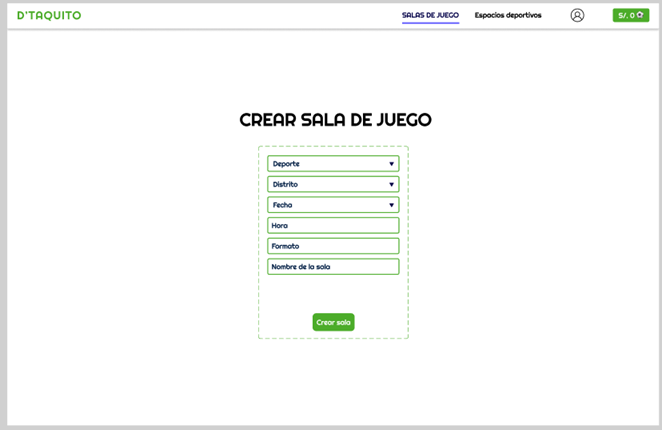 D'TAQUITO
SALAS DE JUEGO
Espacios deportivos
S/. 0
CREAR SALA DE JUEGO
Deporte
Distrito
Fecha
Hora
Formato
Nombre de la sala
Crear sala